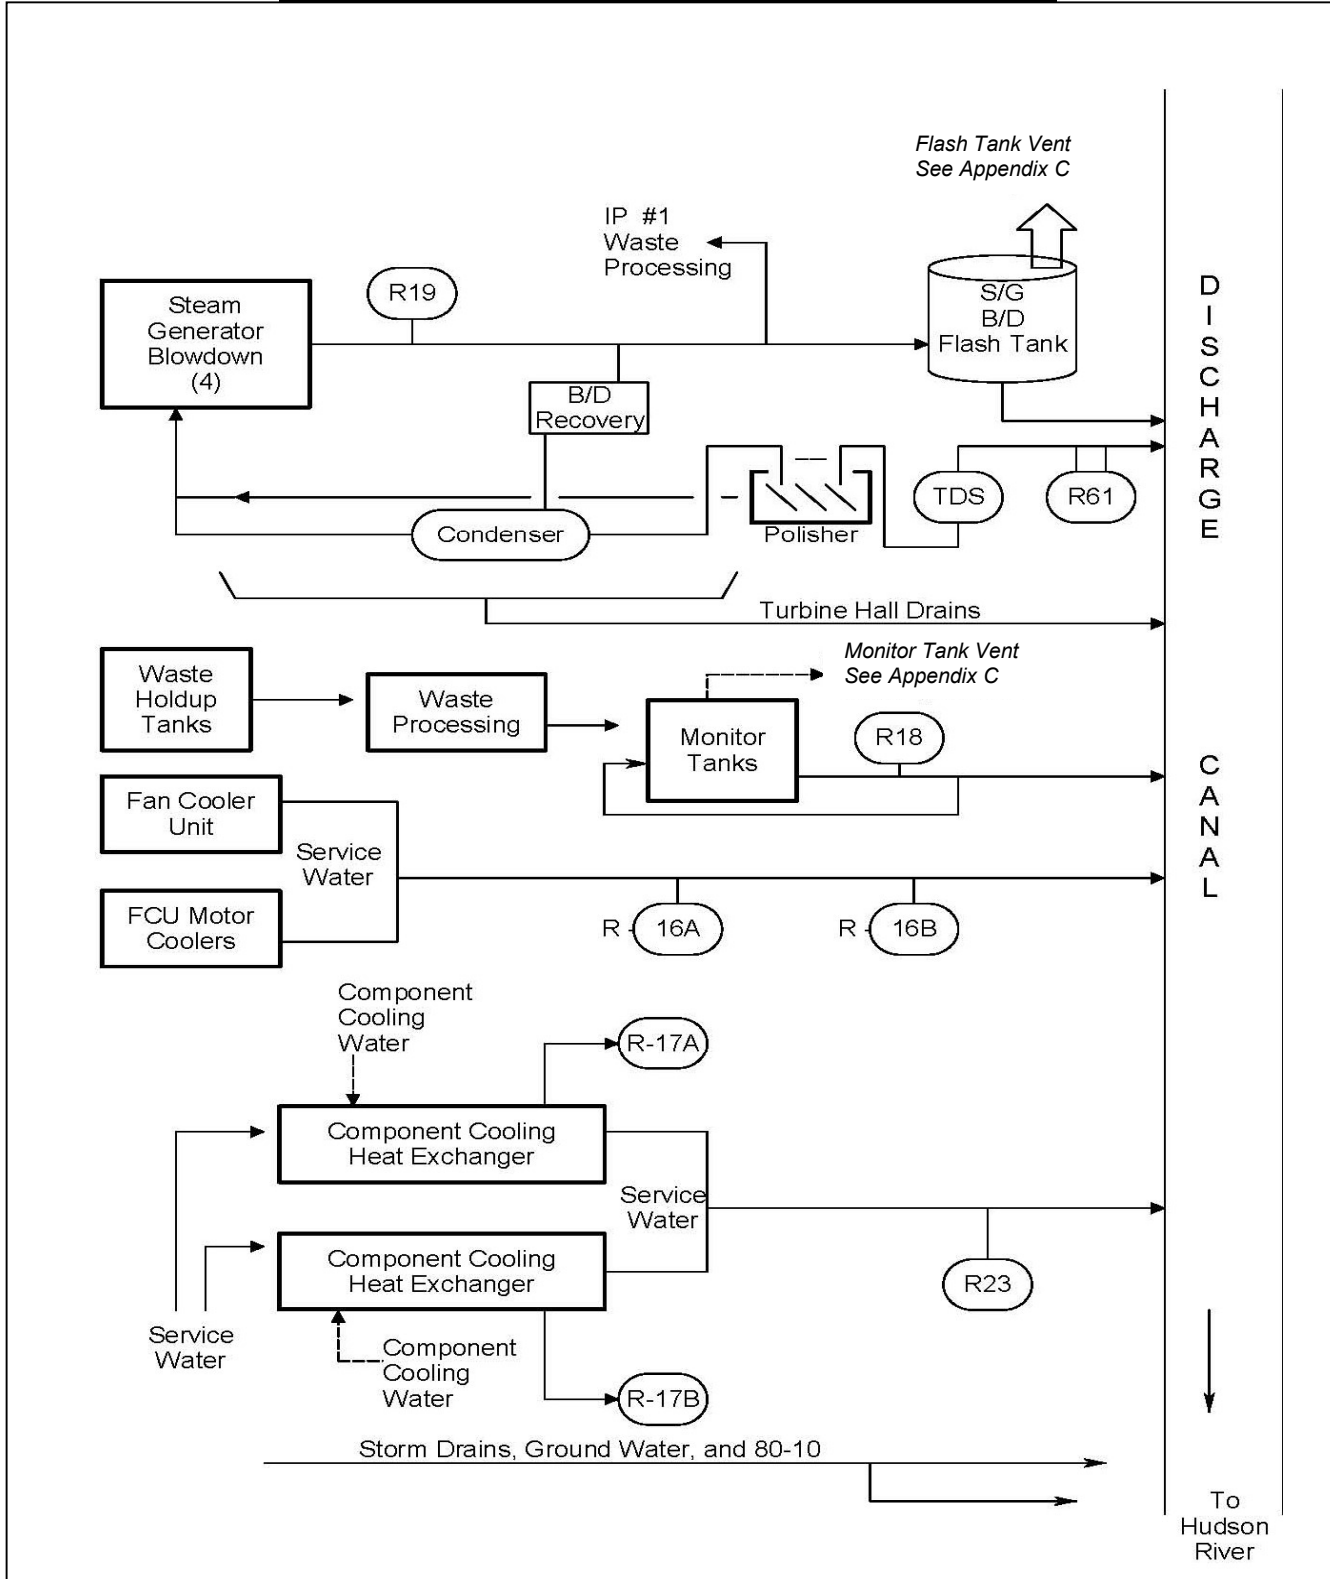 Flash Tank Vent
See Appendix C
IP #1
Waste
Processing
R19
Steam
Generator
Blowdown
(4)
S/G
B/D
Flash Tank
B/D
Recovery
TDS
R61
Condenser
Polisher
Turbine Hall Drains
Monitor Tank Vent
See Appendix C
Waste
Holdup
Tanks
Waste
Processing
Monitor
Tanks
R18
Fan Cooler
Unit
Service
Water
FCU Motor
Coolers
R - 16A
R - 16B
Component
Cooling
Water
R-17A
Component Cooling
Heat Exchanger
Service
Water
Component Cooling
Heat Exchanger
R23
Service
Water
Component
Cooling
Water
R-17B
Storm Drains, Ground Water, and 80-10
D
I
S
C
H
A
R
G
E
C
A
N
A
L
To
Hudson
River